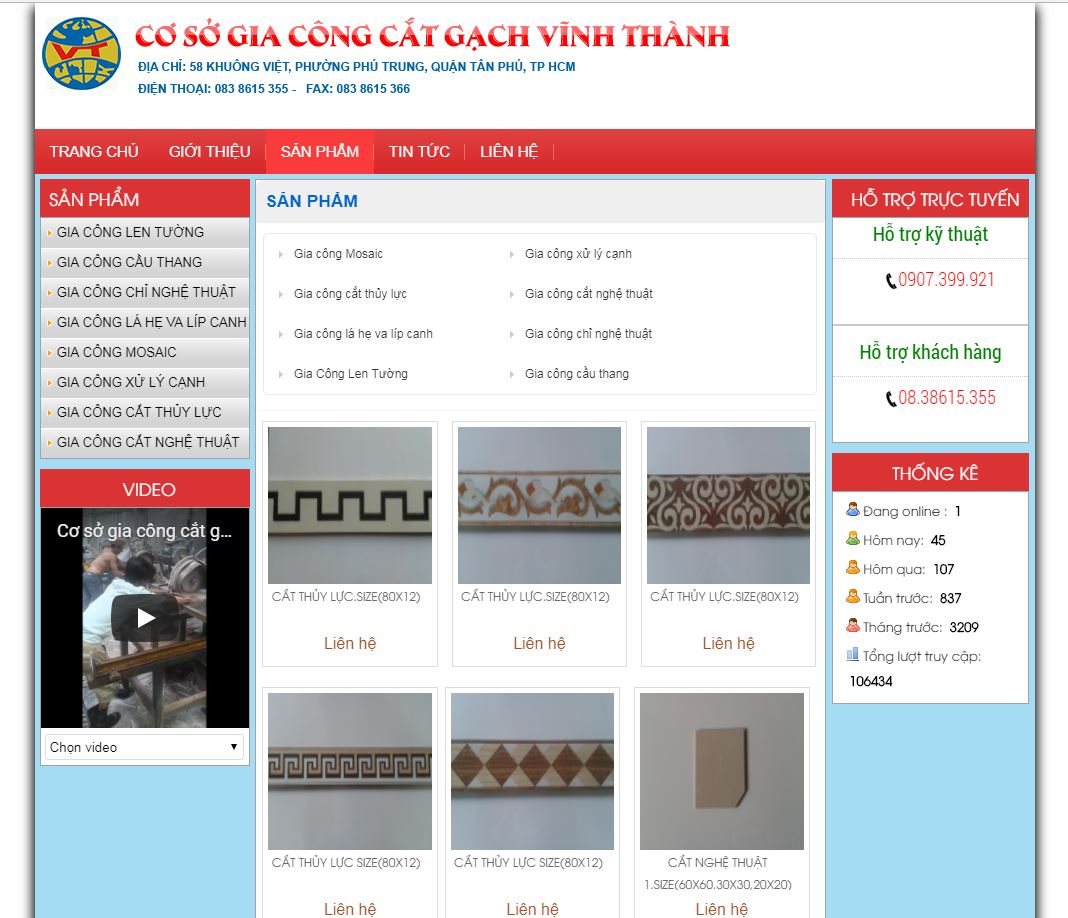 VT
CƠ SỞ GIA CÔNG CẮT GẠCH VĨNH THÀNH
ĐỊA CHỈ: 58 KHUÔNG VIỆT, PHƯỜNG PHÚ TRUNG, QUẬN TÂN PHÚ, TP HCM
ĐIỆN THOẠI: 083 8615 355 - FAX: 083 8615 366
TRANG CHỦ GIỚI THIỆU SẢN PHẨM TIN TỨC LIÊN HỆ
SẢN PHẨM
GIA CÔNG LEN TƯỜNG
GIA CÔNG CẦU THANG
GIA CÔNG CHỈ NGHỆ THUẬT
GIA CÔNG LÁ HẸ VA LÍP CẠNH
GIA CÔNG MOSAIC
GIA CÔNG XỬ LÝ CẠNH
GIA CÔNG CẮT THỦY LỰC
GIA CÔNG CẮT NGHỆ THUẬT
VIDEO
Cơ sở gia công cắt g...
Chọn video
SẢN PHẨM
Gia công Mosaic
Gia công xử lý cạnh
Gia công cắt thủy lực
Gia công cắt nghệ thuật
Gia công lá hẹ va líp cạnh
Gia công chỉ nghệ thuật
Gia Công Len Tường
Gia công cầu thang
CẮT THỦY LỰC.SIZE(80X12)
Liên hệ
CẮT THỦY LỰC.SIZE(80X12)
Liên hệ
CẮT THỦY LỰC.SIZE(80X12)
Liên hệ
CẮT THỦY LỰC SIZE(80X12)
Liên hệ
CẮT THỦY LỰC SIZE(80X12)
Liên hệ
CẮT NGHỆ THUẬT
1.SIZE(60X60.30X30,20X20)
Liên hệ
HỖ TRỢ TRỰC TUYẾN
Hỗ trợ kỹ thuật
0907.399.921
Hỗ trợ khách hàng
08.38615.355
THỐNG KÊ
Đang online : 1
Hôm nay: 45
Hôm qua: 107
Tuần trước: 837
Tháng trước: 3209
Tổng lượt truy cập:
106434